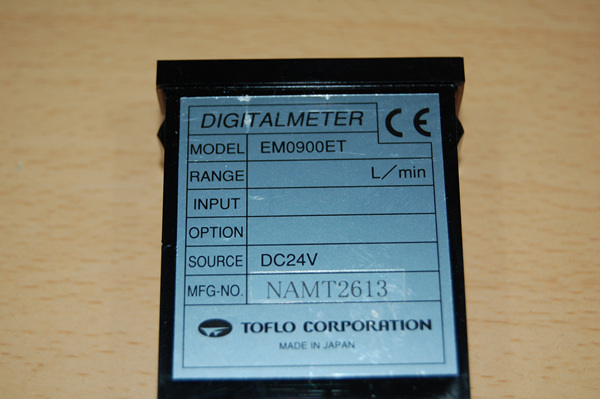 DIGITALMETER CE
MODEL EM0900ET
RANGE L/min
INPUT
OPTION
SOURCE DC24V
MFG-NO. NAMT2613
TOFLO CORPORATION
MADE IN JAPAN